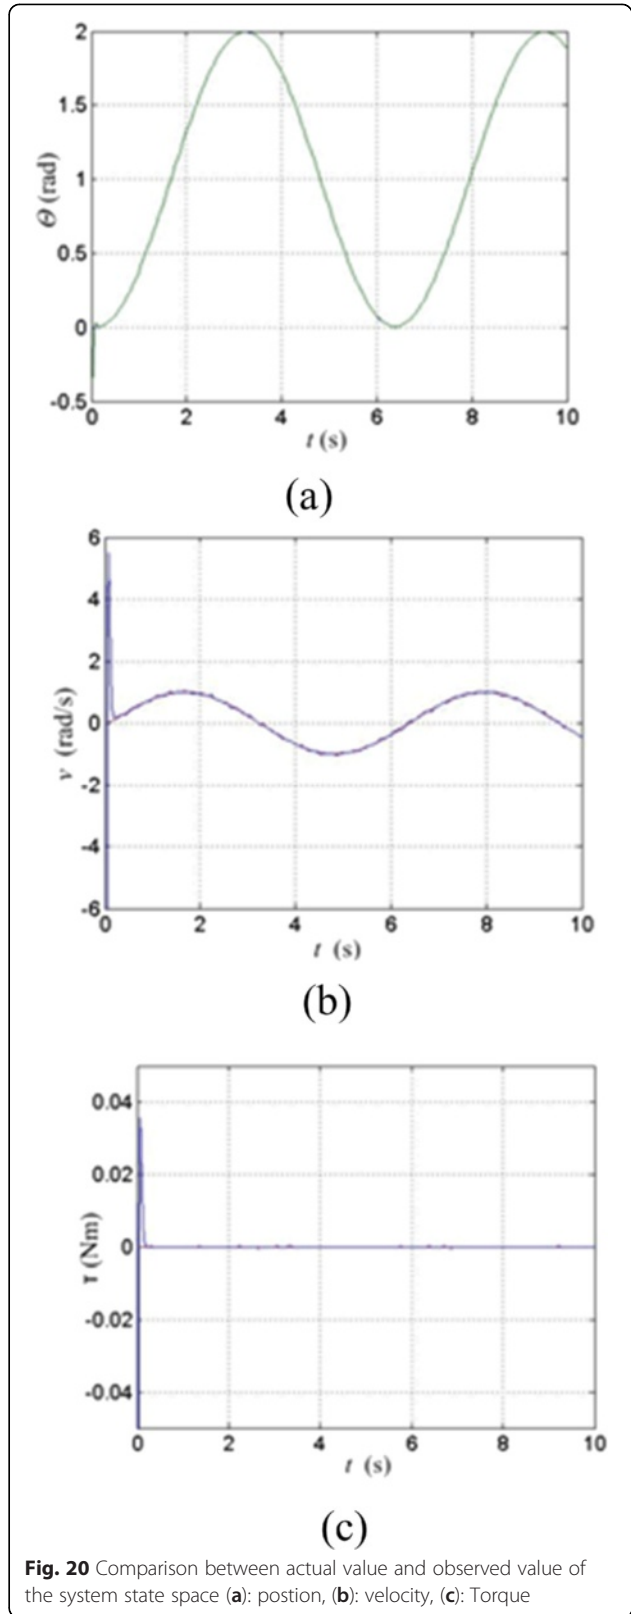 2
1.5
1
0.5
0
-0.5
Θ (rad)
0 2 4 6 8 10
t (s)
(a)
6
4
2
0
-2
-4
-6
v (rad/s)
0 2 4 6 8 10
t (s)
(b)
0.04
0.02
0
-0.02
-0.04
τ (Nm)
0 2 4 6 8 10
t (s)
(c)
Fig. 20 Comparison between actual value and observed value of
the system state space (a): postion, (b): velocity, (c): Torque